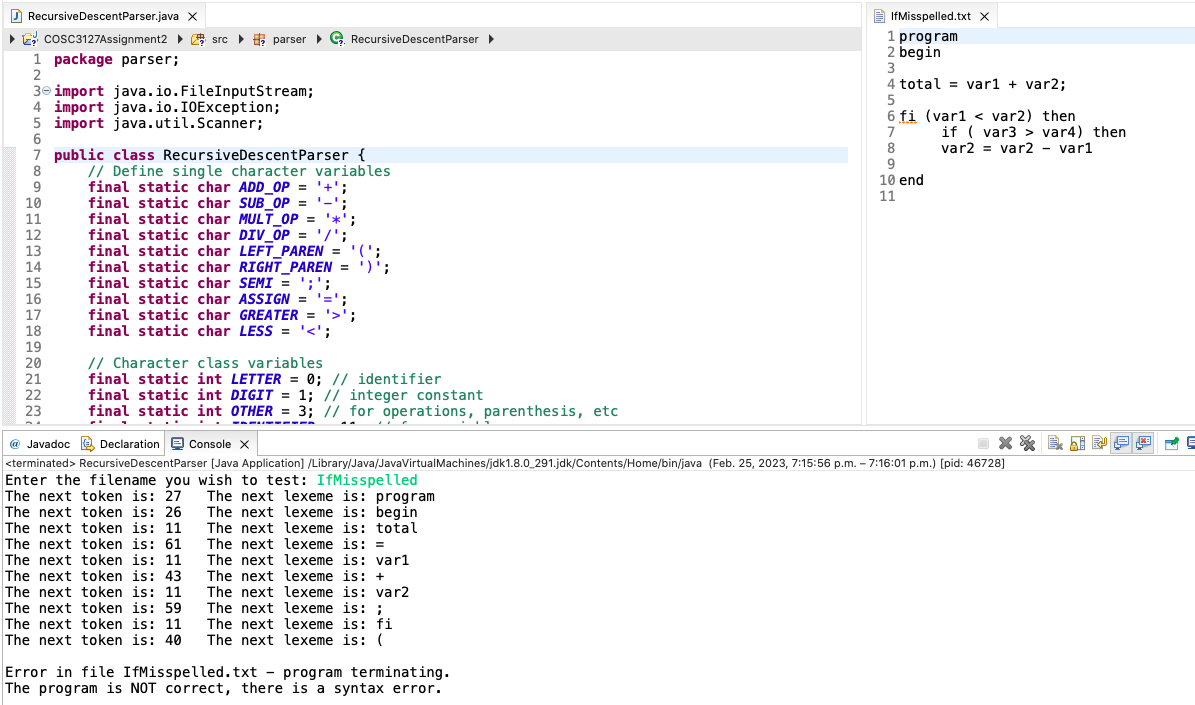 RecursiveDescentParser.java
COSC3127Assignment2 src parser RecursiveDescentParser
1 package parser;
2
3 import java.io.FileInputStream;
4 import java.io.IOException;
5 import java.util.Scanner;
6
7 public class RecursiveDescentParser {
8 // Define single character variables
9 final static char ADD_OP = '+';
10 final static char SUB_OP = '-';
11 final static char MULT_OP = '*';
12 final static char DIV_OP = '/';
13 final static char LEFT_PAREN = '(';
14 final static char RIGHT_PAREN = ')';
15 final static char SEMI = ';';
16 final static char ASSIGN = '=';
17 final static char GREATER = '>';
18 final static char LESS = '<';
19
20 // Character class variables
21 final static int LETTER = 0; // identifier
22 final static int DIGIT = 1; // integer constant
23 final static int OTHER = 3; // for operations, parenthesis, etc
IfMisspelled.txt
1 program
2 begin
3
4 total = var1 + var2;
5
6 fi (var1 < var2) then
7 if ( var3 > var4) then
8 var2 = var2 - var1
9
10 end
11
@ Javadoc Declaration Console
<terminated> RecursiveDescentParser [Java Application] /Library/Java/JavaVirtualMachines/jdk1.8.0_291.jdk/Contents/Home/bin/java (Feb. 25, 2023, 7:15:56 p.m. – 7:16:01 p.m.) [pid: 46728]
Enter the filename you wish to test: IfMisspelled
The next token is: 27 The next lexeme is: program
The next token is: 26 The next lexeme is: begin
The next token is: 11 The next lexeme is: total
The next token is: 61 The next lexeme is: =
The next token is: 11 The next lexeme is: var1
The next token is: 43 The next lexeme is: +
The next token is: 11 The next lexeme is: var2
The next token is: 59 The next lexeme is: ;
The next token is: 11 The next lexeme is: fi
The next token is: 40 The next lexeme is: (
Error in file IfMisspelled.txt - program terminating.
The program is NOT correct, there is a syntax error.